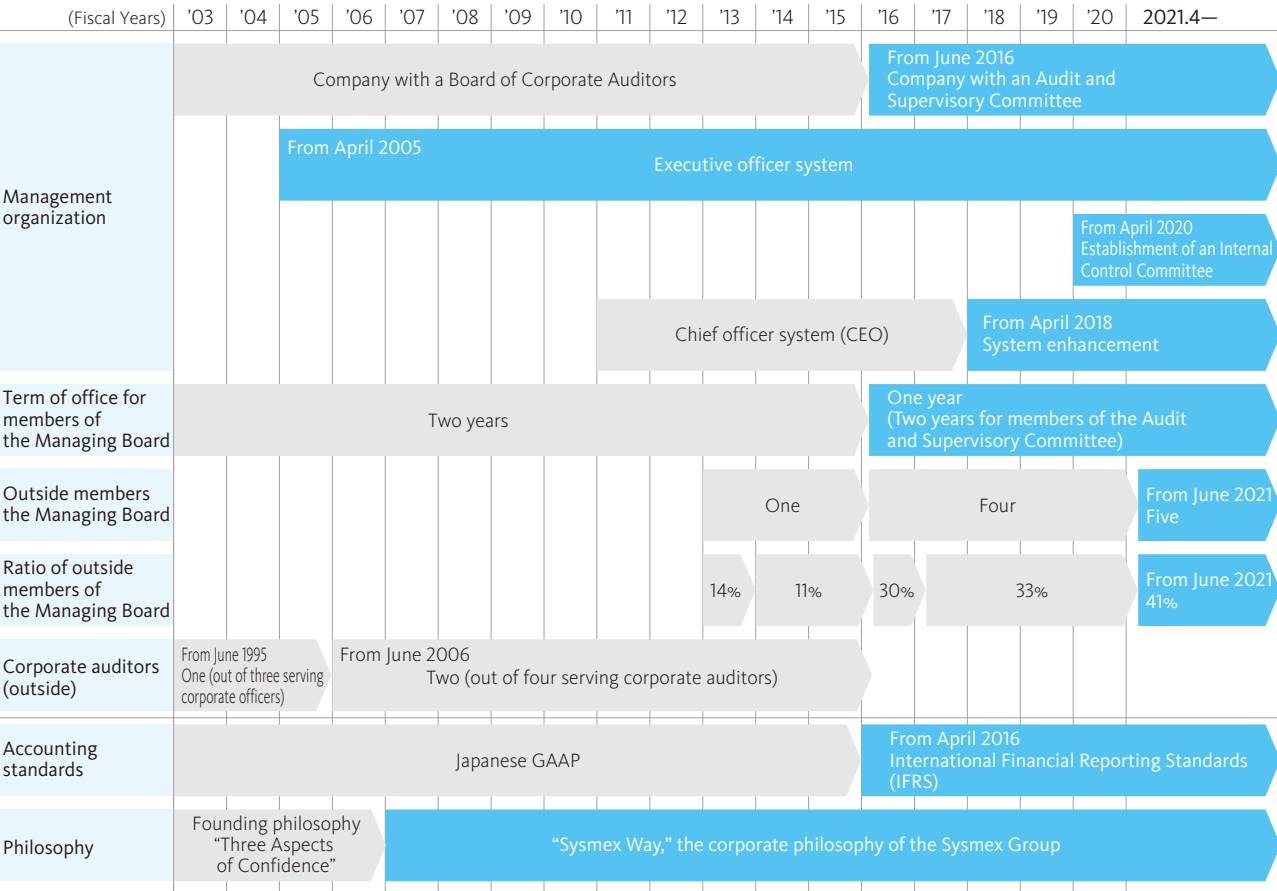 (Fiscal Years) ’03 ’04 ’05 ’06 ’07 ’08 ’09 ’10 ’11 ’12 ’13 ’14 ’15 ’16 ’17 ’18 ’19 ’20 2021.4—
Management
organization
Company with a Board of Corporate Auditors
From June 2016
Company with an Audit and
Supervisory Committee
From April 2005
Executive officer system
From April 2020
Establishment of an Internal
Control Committee
Chief officer system (CEO)
From April 2018
System enhancement
Term of office for
members of
the Managing Board
Two years
One year
(Two years for members of the Audit
and Supervisory Committee)
Outside members
the Managing Board
One
Four
From June 2021
Five
Ratio of outside
members of
the Managing Board
14%
11%
30%
33%
From June 2021
41%
Corporate auditors
(outside)
From June 1995
One (out of three serving
corporate officers)
From June 2006
Two (out of four serving corporate auditors)
Accounting
standards
Japanese GAAP
From April 2016
International Financial Reporting Standards
(IFRS)
Philosophy
Founding philosophy
“Three Aspects
of Confidence”
“Sysmex Way,” the corporate philosophy of the Sysmex Group